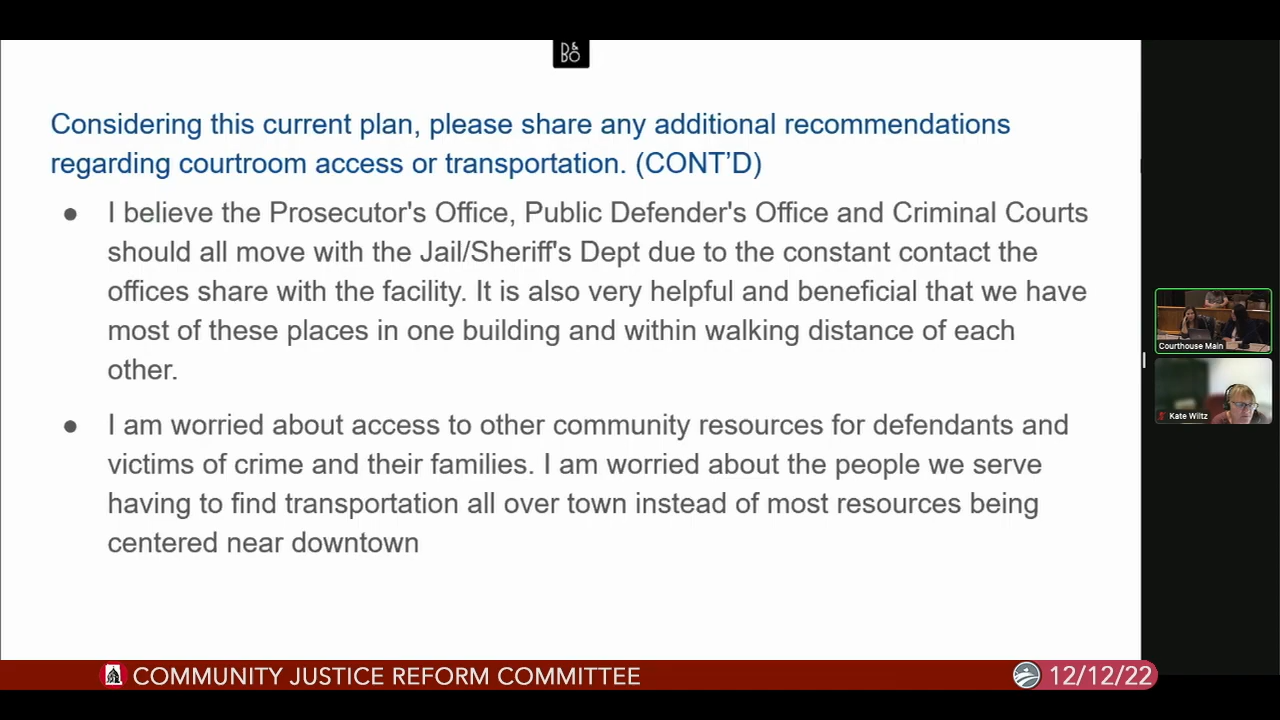 D&
BO
Considering this current plan, please share any additional recommendations
regarding courtroom access or transportation. (CONT’D)
● I believe the Prosecutor's Office, Public Defender's Office and Criminal Courts
should all move with the Jail/Sheriff's Dept due to the constant contact the
offices share with the facility. It is also very helpful and beneficial that we have
most of these places in one building and within walking distance of each
other.
● I am worried about access to other community resources for defendants and
victims of crime and their families. I am worried about the people we serve
having to find transportation all over town instead of most resources being
centered near downtown
Courthouse Main
Kate Wiltz
COMMUNITY JUSTICE REFORM COMMITTEE
12/12/22